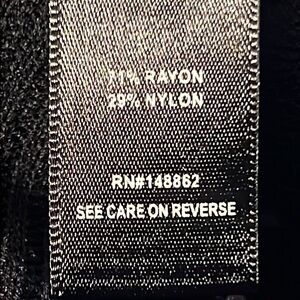 71% RAYON
29% NYLON
RN#148862
SEE CARE ON REVERSE